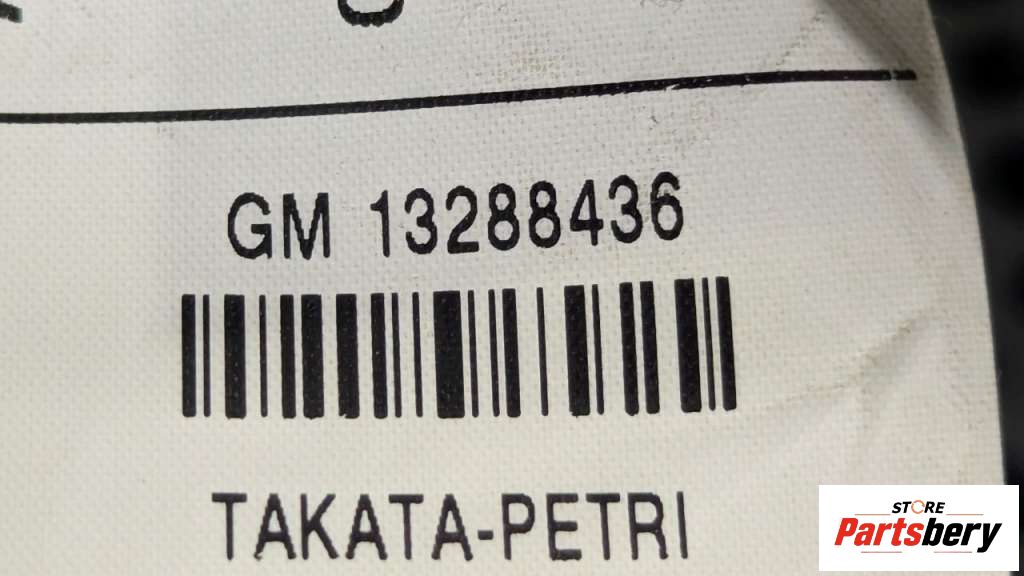 GM 13288436
TAKATA-PETRI
STORE
Partsbery